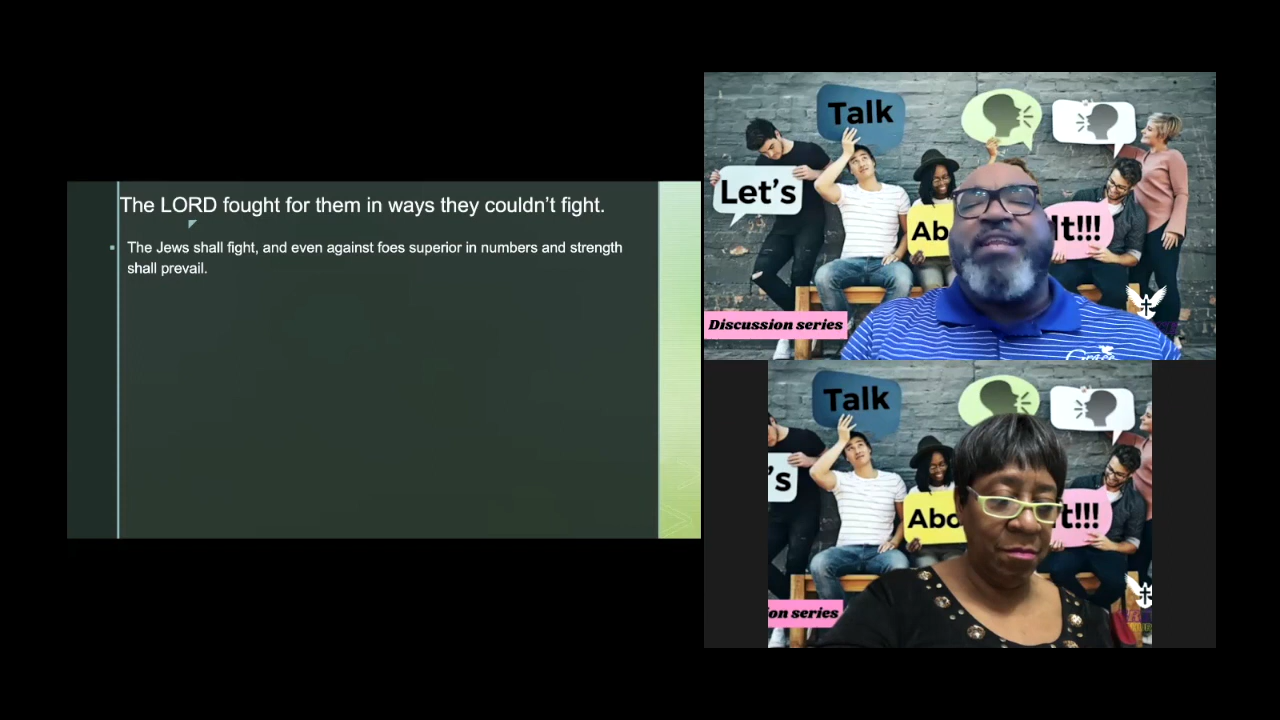 The LORD fought for them in ways they couldn’t fight.
The Jews shall fight, and even against foes superior in numbers and strength
shall prevail.
Talk
Let’s
Ab
It!!!
Discussion series
Grace
Talk
’s
Abo
t!!!
on series